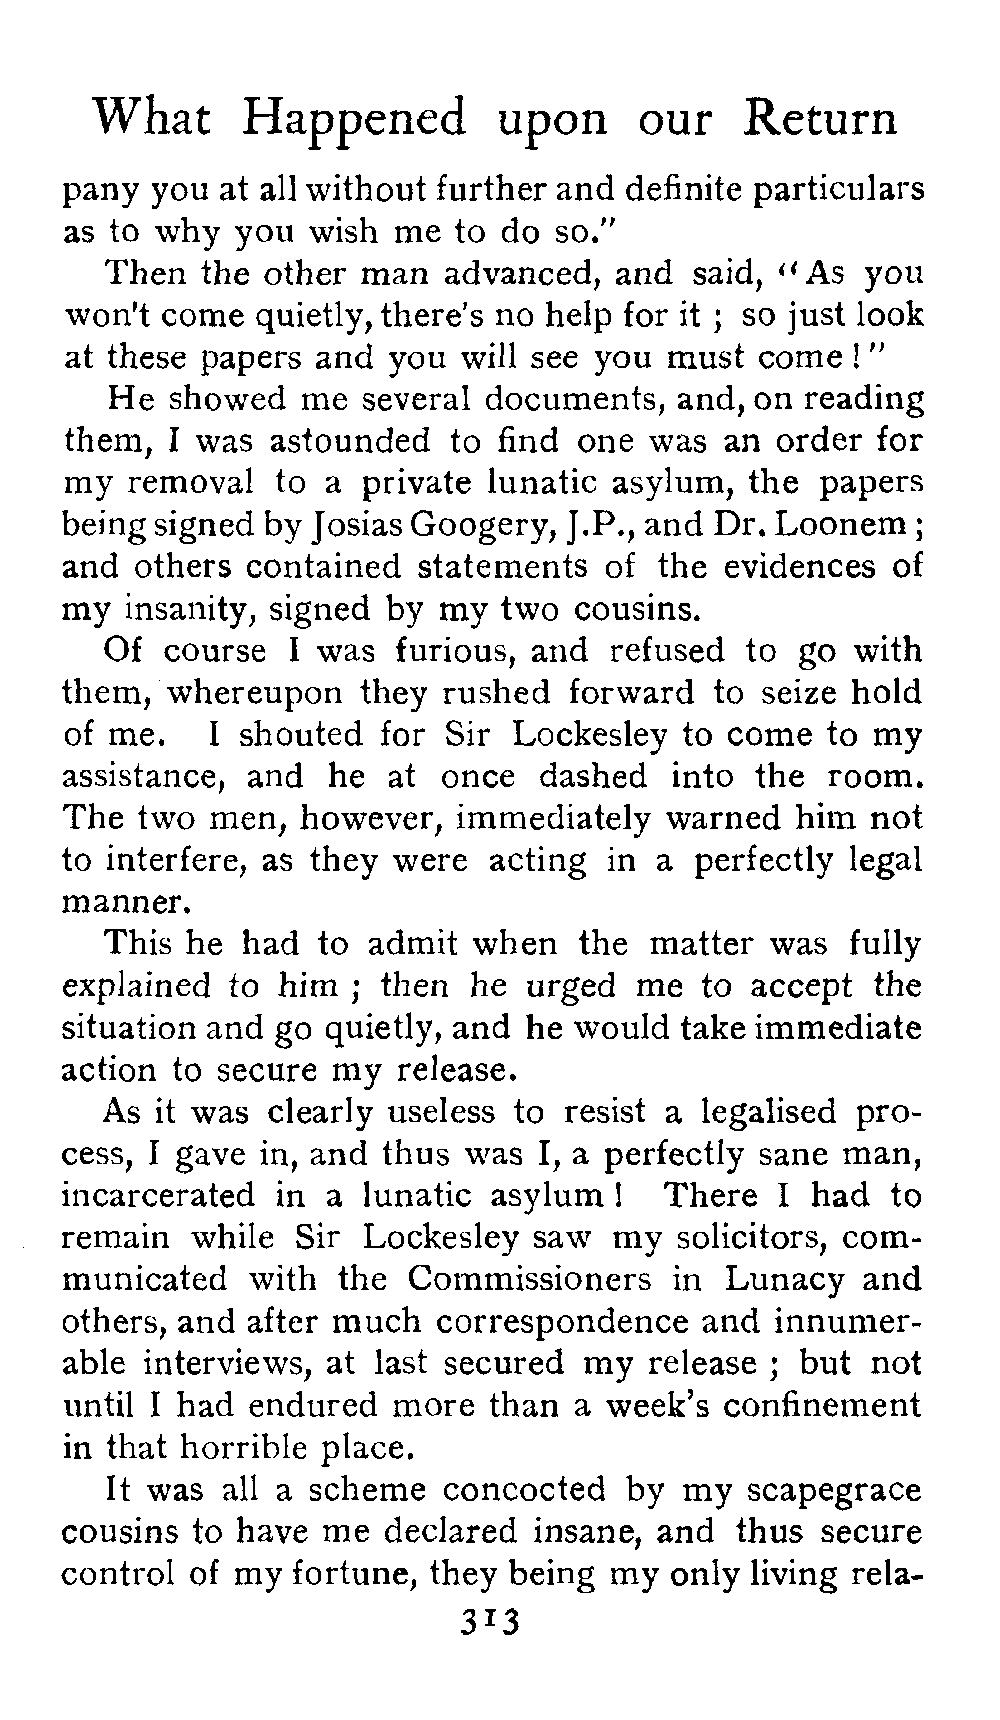 What Happened upon our Return
pany you at all without further and definite particulars
as to why you wish me to do so."
Then the other man advanced, and said, "As you
won't come quietly, there's no help for it ; so just look
at these papers and you will see you must come !"
He showed me several documents, and, on reading
them, I was astounded to find one was an order for
my removal to a private lunatic asylum, the papers
being signed by Josias Googery, J.P., and Dr. Loonem ;
and others contained statements of the evidences of
my insanity, signed by my two cousins.
Of course I was furious, and refused to go with
them, whereupon they rushed forward to seize hold
of me. I shouted for Sir Lockesley to come to my
assistance, and he at once dashed into the room.
The two men, however, immediately warned him not
to interfere, as they were acting in a perfectly legal
manner.
This he had to admit when the matter was fully
explained to him ; then he urged me to accept the
situation and go quietly, and he would take immediate
action to secure my release.
As it was clearly useless to resist a legalised pro-
cess, I gave in, and thus was I, a perfectly sane man,
incarcerated in a lunatic asylum ! There I had to
remain while Sir Lockesley saw my solicitors, com-
municated with the Commissioners in Lunacy and
others, and after much correspondence and innumer-
able interviews, at last secured my release ; but not
until I had endured more than a week's confinement
in that horrible place.
It was all a scheme concocted by my scapegrace
cousins to have me declared insane, and thus secure
control of my fortune, they being my only living rela-
313